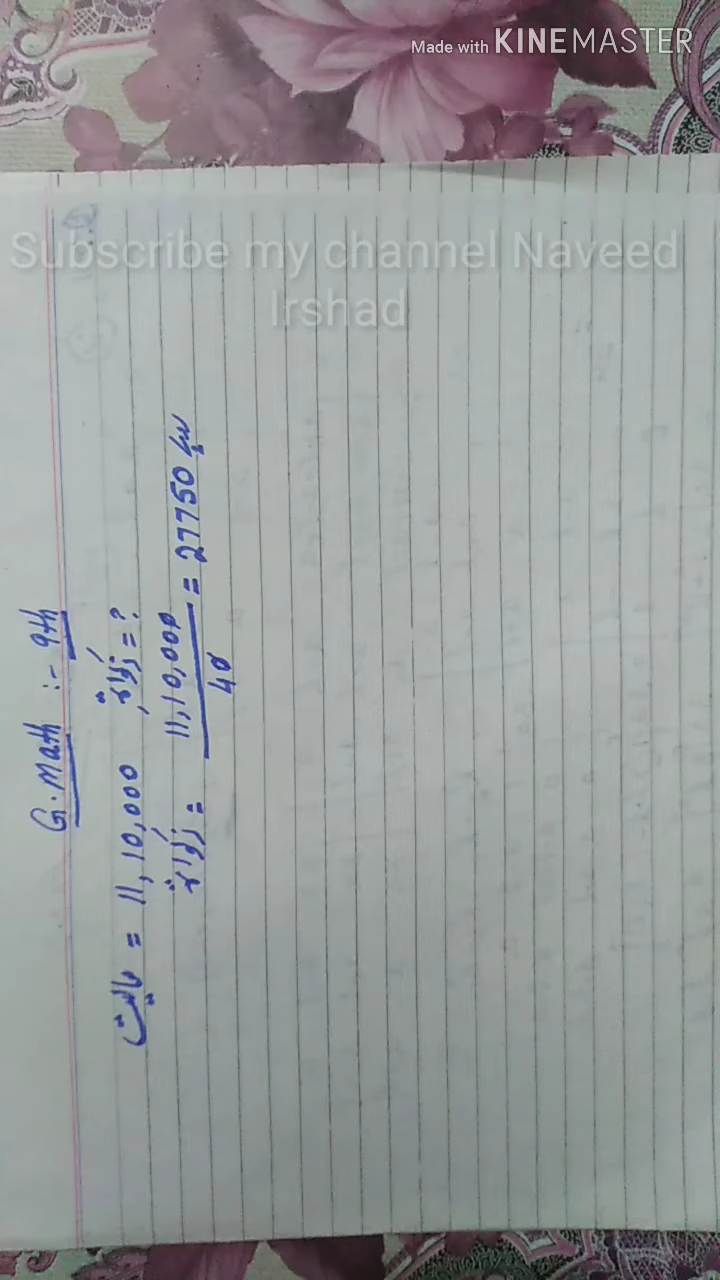 Made with KINEMASTER
Subscribe my channel Naveed
Irshad
G.Math :- 9th
مالیت = 11,10,000 , زکوٰۃ = ?
زکوٰۃ = 11,10,000 / 40 = 27750 روپے